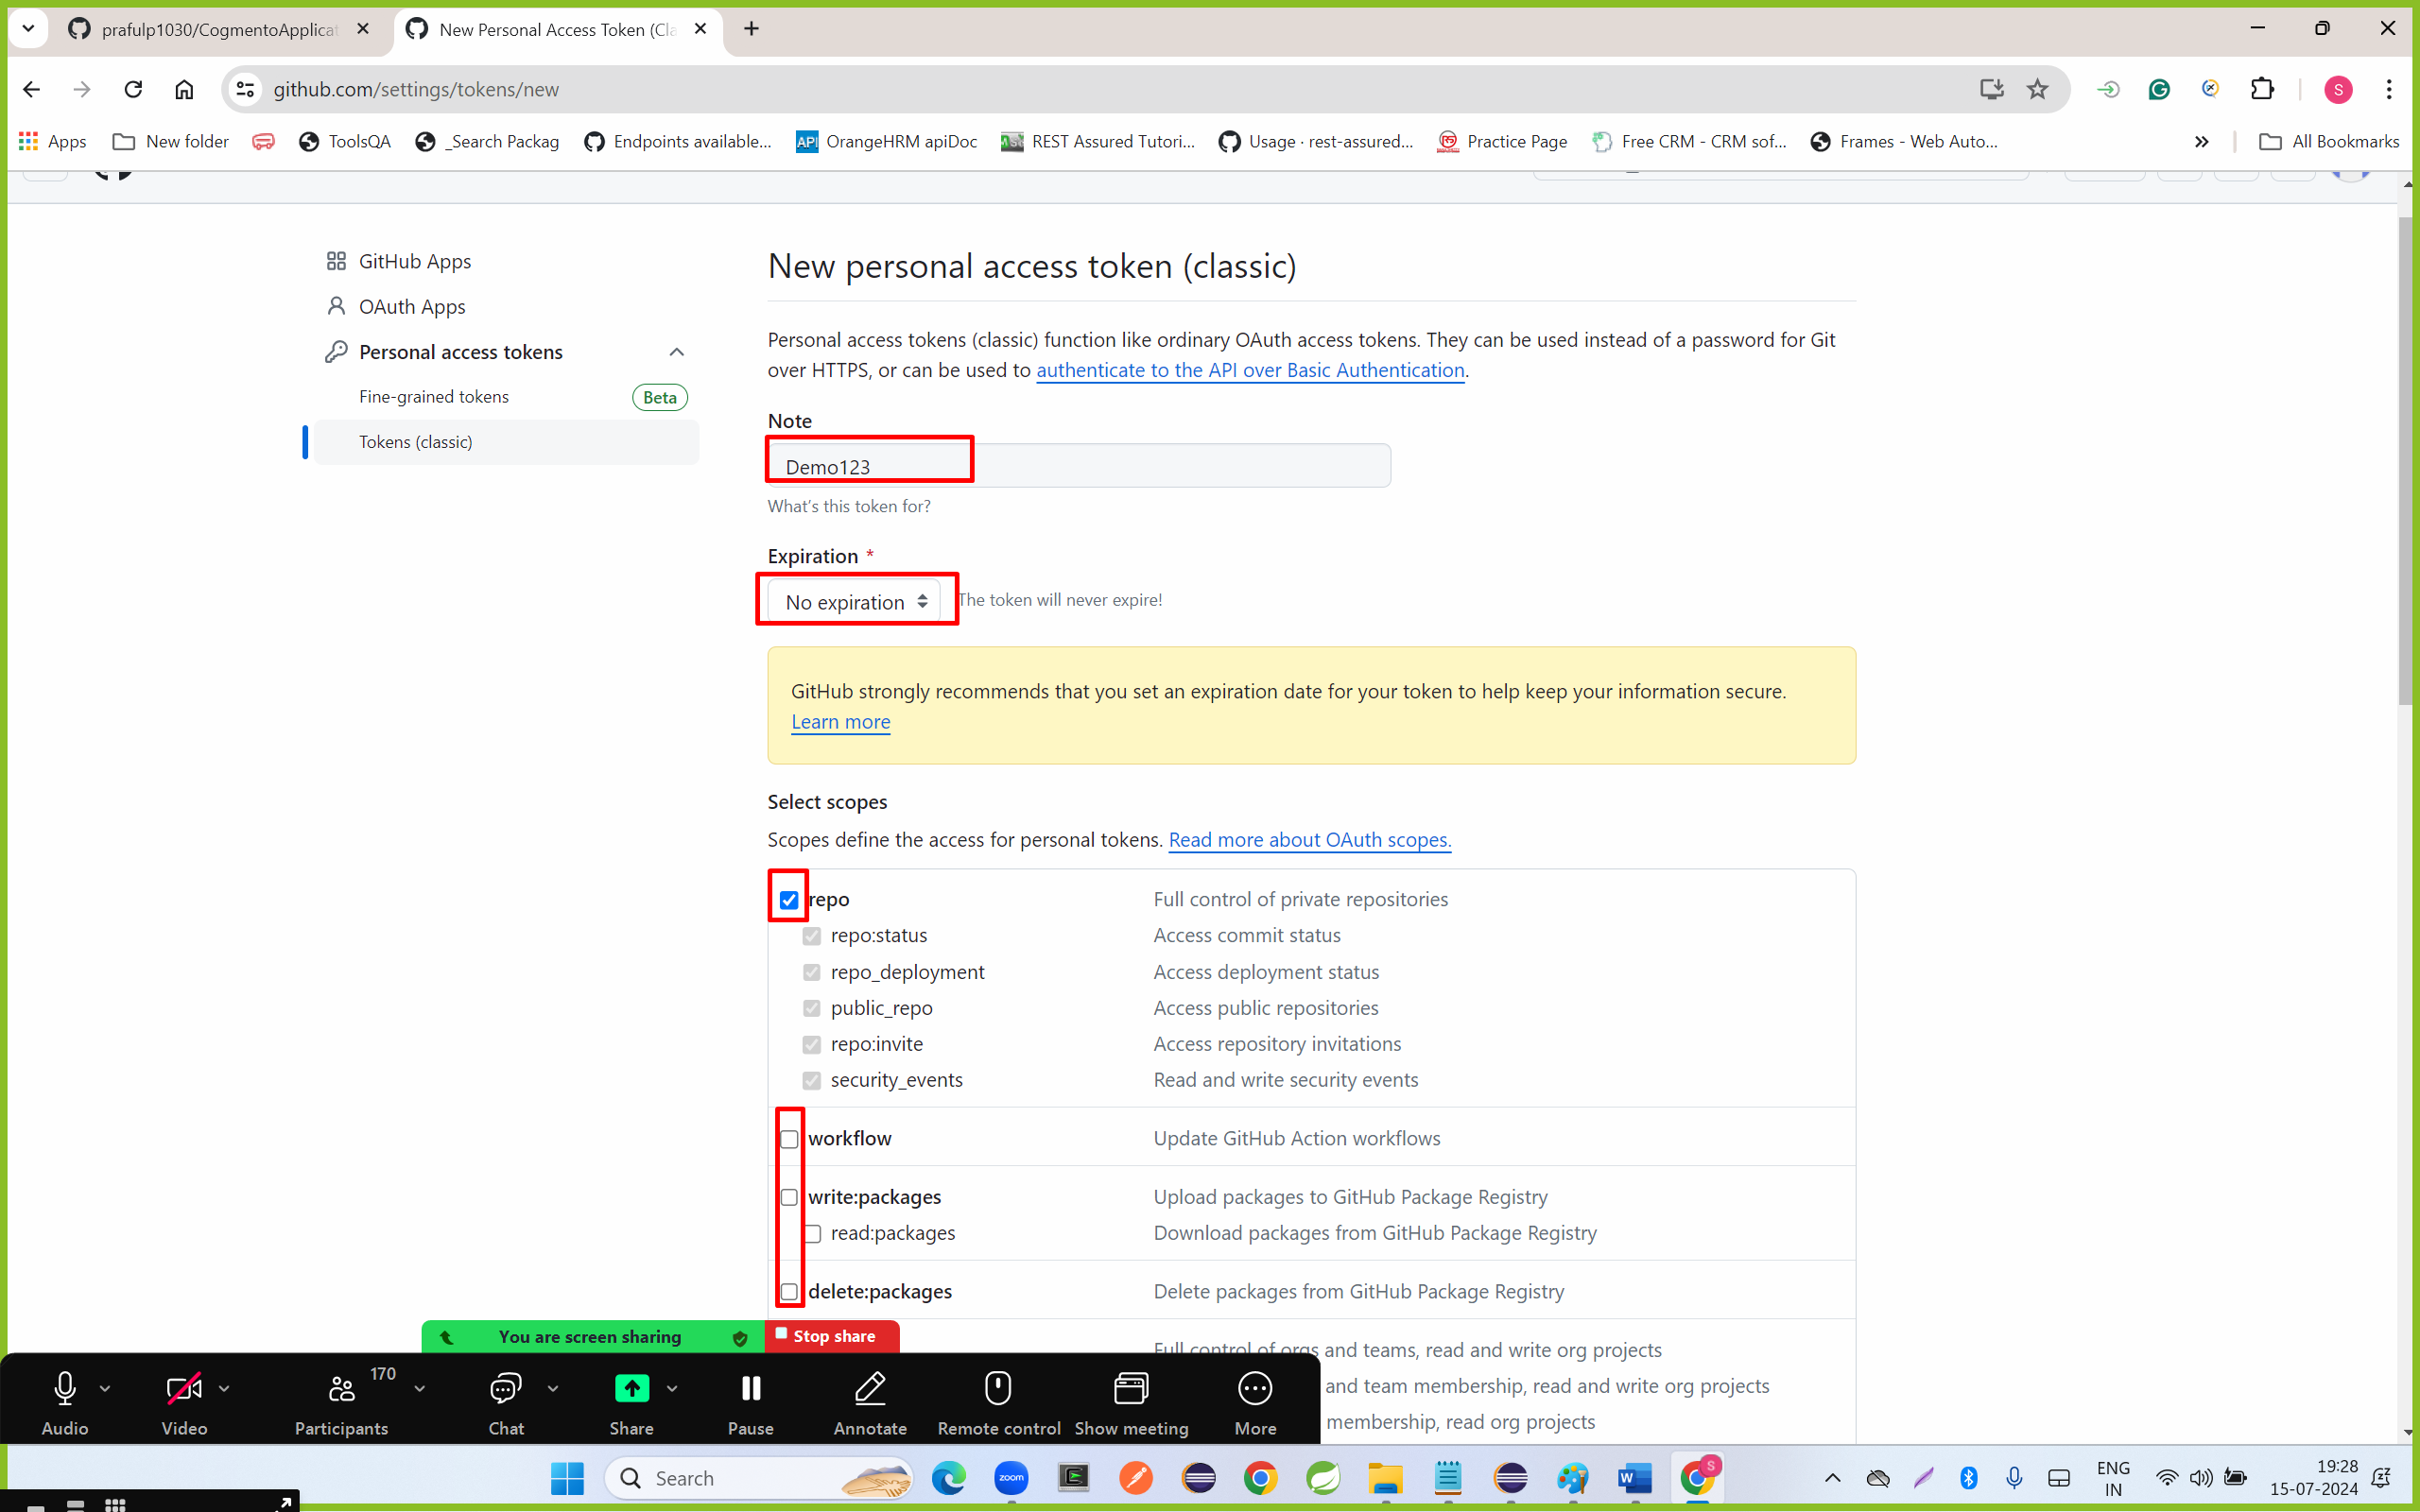 prafulp1030/CogmentoApplicat
New Personal Access Token (Cla
github.com/settings/tokens/new
Apps
New folder
ToolsQA
_Search Packag
Endpoints available...
API
OrangeHRM apiDoc
REST Assured Tutori...
Usage · rest-assured...
Practice Page
Free CRM - CRM sof...
Frames - Web Auto...
All Bookmarks
S
GitHub Apps
OAuth Apps
Personal access tokens
Fine-grained tokens
Beta
Tokens (classic)
New personal access token (classic)
Personal access tokens (classic) function like ordinary OAuth access tokens. They can be used instead of a password for Git
over HTTPS, or can be used to authenticate to the API over Basic Authentication.
Note
Demo123
What's this token for?
Expiration *
No expiration
The token will never expire!
GitHub strongly recommends that you set an expiration date for your token to help keep your information secure.
Learn more
Select scopes
Scopes define the access for personal tokens. Read more about OAuth scopes.
repo Full control of private repositories
repo:status Access commit status
repo_deployment Access deployment status
public_repo Access public repositories
repo:invite Access repository invitations
security_events Read and write security events
workflow Update GitHub Action workflows
write:packages Upload packages to GitHub Package Registry
read:packages Download packages from GitHub Package Registry
delete:packages Delete packages from GitHub Package Registry
Full control of orgs and teams, read and write org projects
and team membership, read and write org projects
membership, read org projects
You are screen sharing
Stop share
170
Audio
Video
Participants
Chat
Share
Pause
Annotate
Remote control
Show meeting
More
Search
zoom
W
S
ENG
IN
19:28
15-07-2024